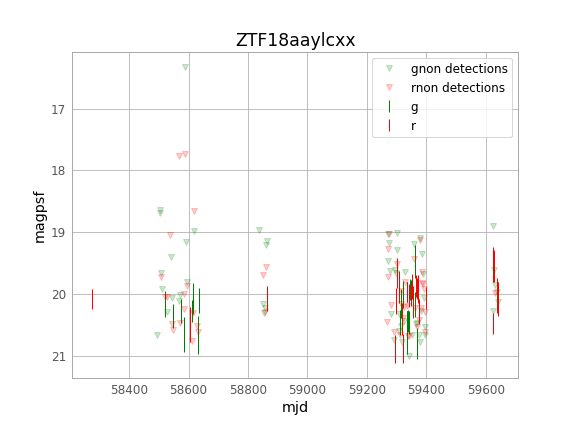 ZTF18aaylcxx
gnon detections
rnon detections
g
r
17
18
19
20
21
magpsf
58400 58600 58800 59000 59200 59400 59600
mjd